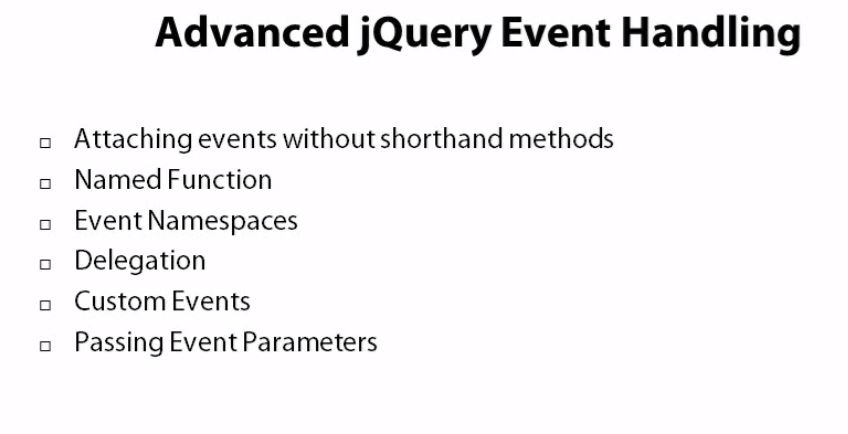 Advanced jQuery Event Handling
Attaching events without shorthand methods
Named Function
Event Namespaces
Delegation
Custom Events
Passing Event Parameters